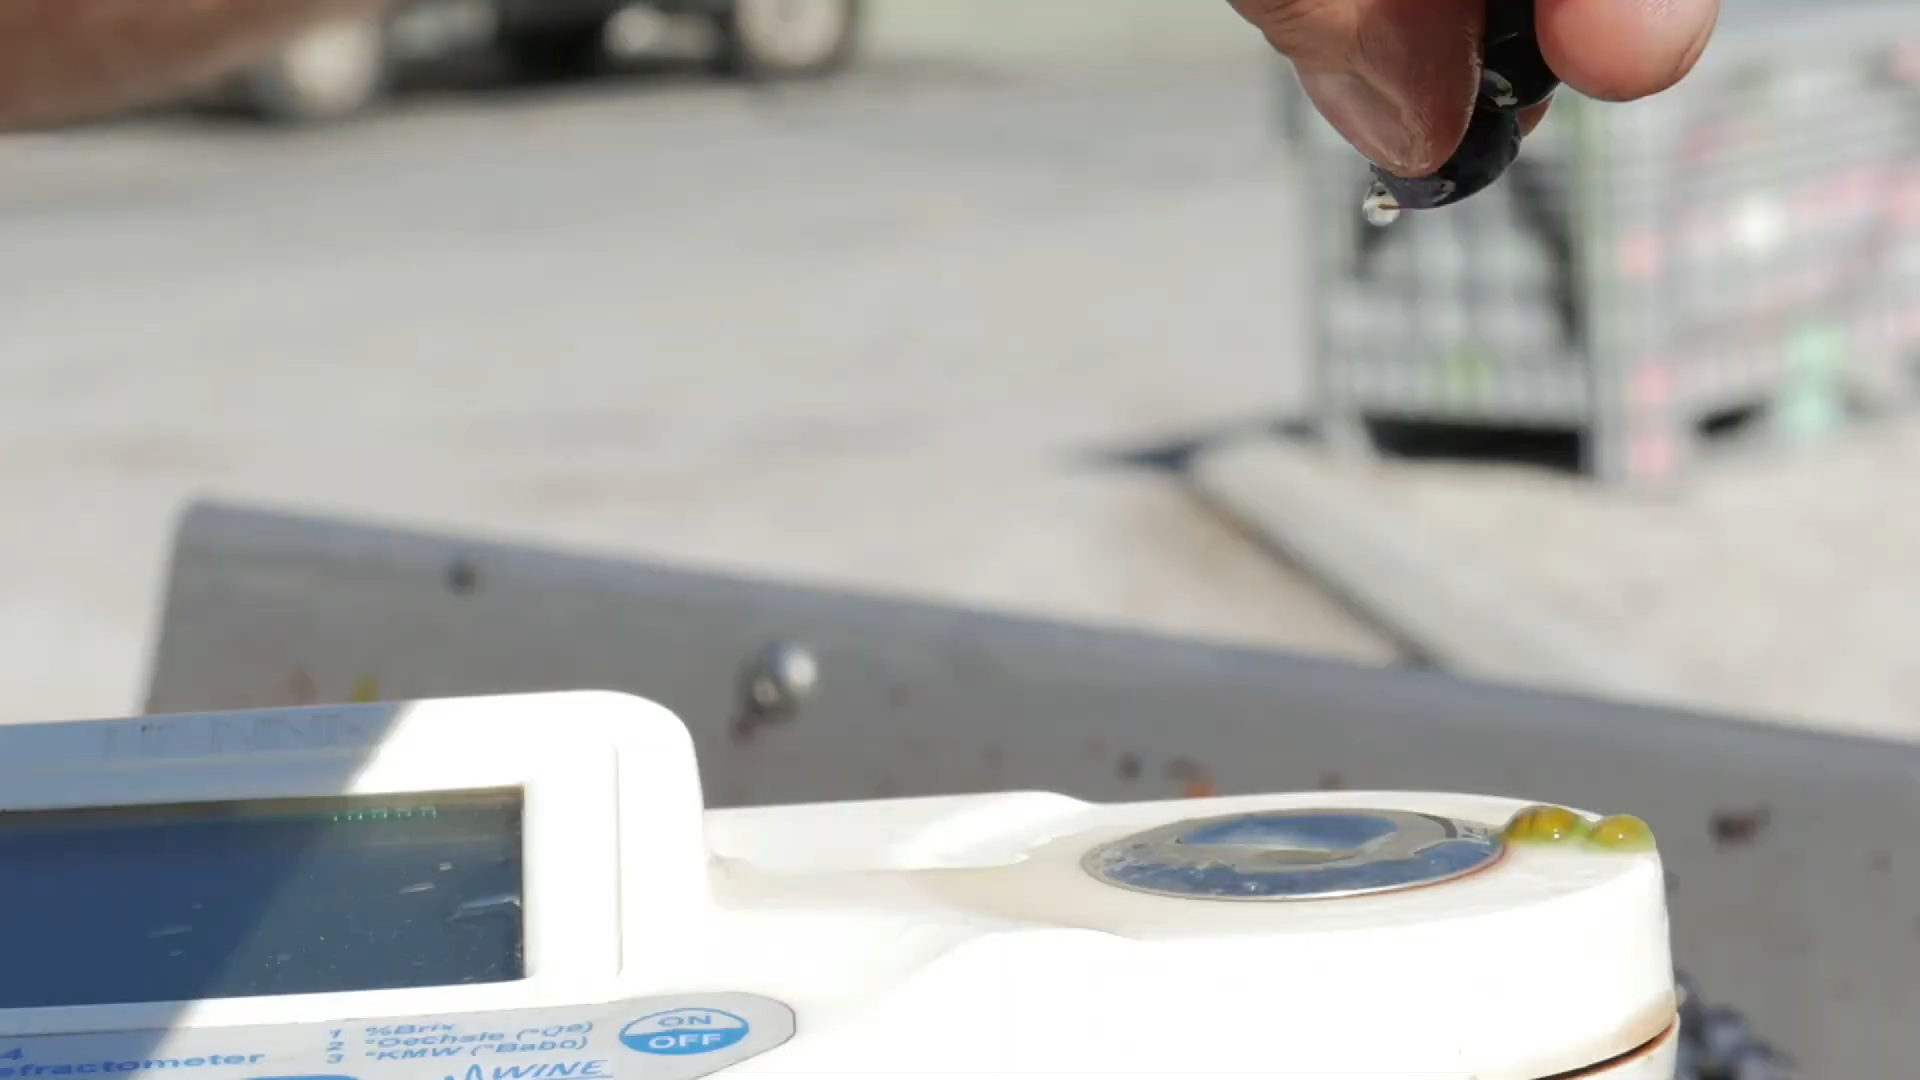 ON
OFF
1 %Brix
2 °Oechsle (°Oe)
3 °KMW (°Babo)
4
efractometer
WINE